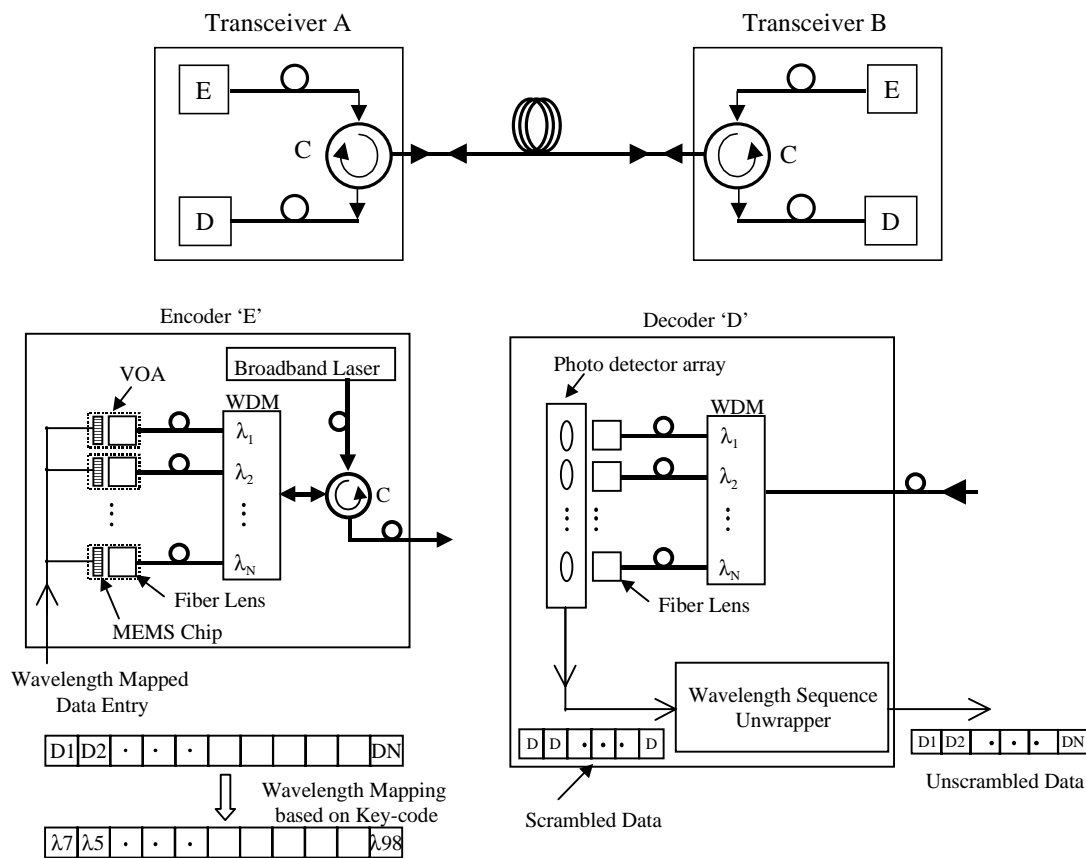 Transceiver A
Transceiver B
E
E
C
C
D
D
Encoder ‘E’
Decoder ‘D’
Broadband Laser
VOA
WDM
λ1
λ2
λN
C
Fiber Lens
MEMS Chip
Wavelength Mapped
Data Entry
Photo detector array
WDM
λ1
λ2
λN
Fiber Lens
Wavelength Sequence
Unwrapper
D1 D2 . . . DN
Wavelength Mapping
based on Key-code
λ7 λ5 . . . λ98
D D . . . D
Scrambled Data
D1 D2 . . . DN
Unscrambled Data